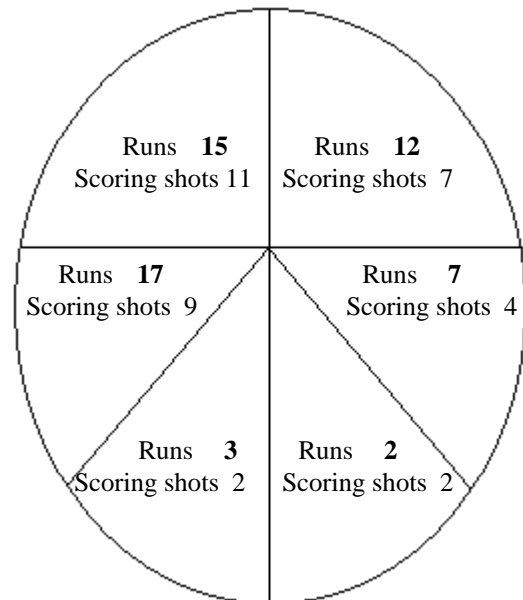 Runs 15
Scoring shots 11
Runs 12
Scoring shots 7
Runs 17
Scoring shots 9
Runs 7
Scoring shots 4
Runs 3
Scoring shots 2
Runs 2
Scoring shots 2